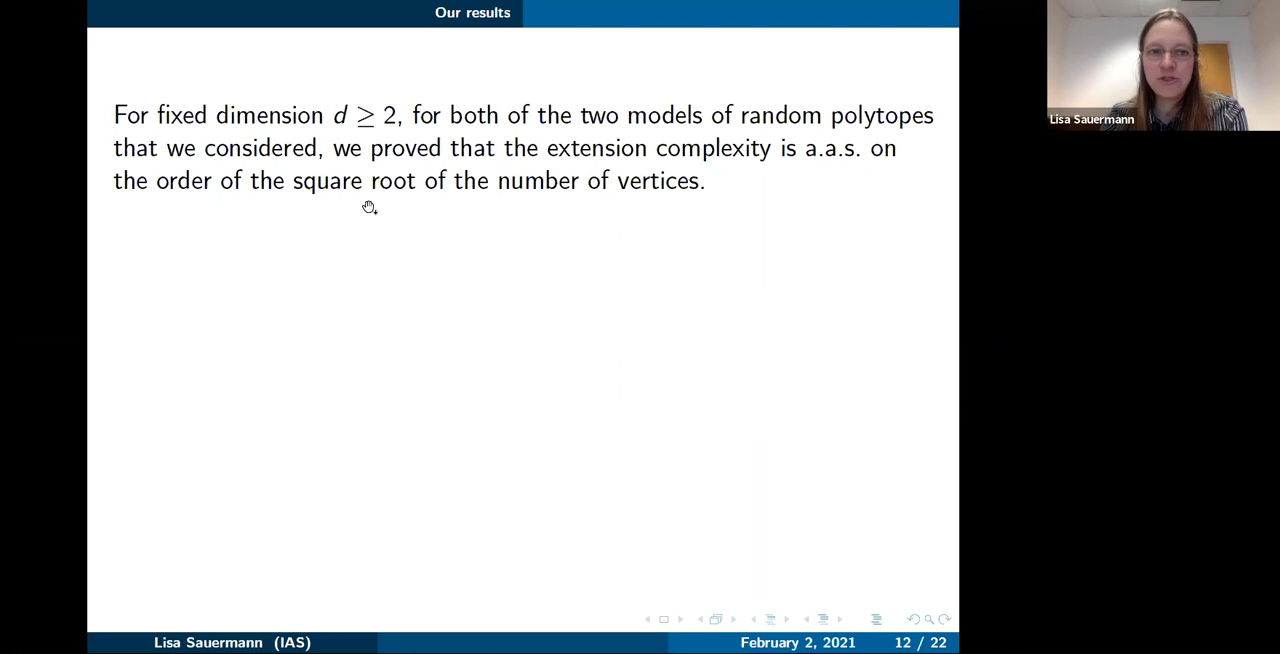 Our results
For fixed dimension d ≥ 2, for both of the two models of random polytopes
that we considered, we proved that the extension complexity is a.a.s. on
the order of the square root of the number of vertices.
Lisa Sauermann
Lisa Sauermann (IAS)
February 2, 2021
12 / 22